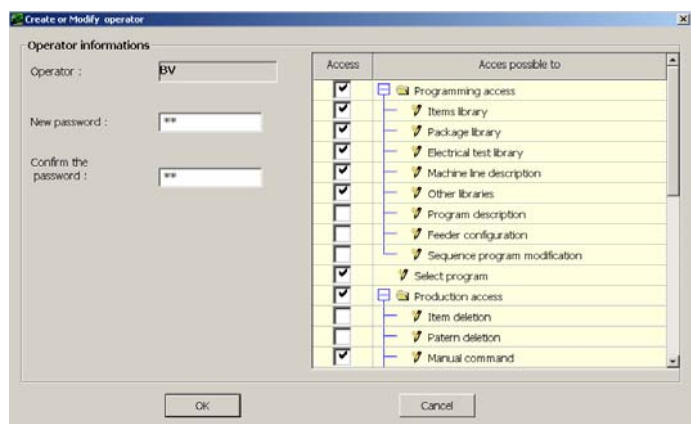 Create or Modify operator
Operator informations
Operator :
BV
New password :
**
Confirm the
password :
**
Access
Acces possible to
Programming access
Items library
Package library
Electrical test library
Machine line description
Other libraries
Program description
Feeder configuration
Sequence program modification
Select program
Production access
Item deletion
Patern deletion
Manual command
OK
Cancel